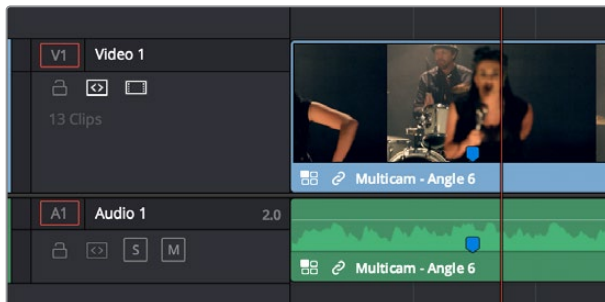 V1 Video 1
13 Clips
Multicam - Angle 6
A1 Audio 1 2.0
S M
Multicam - Angle 6